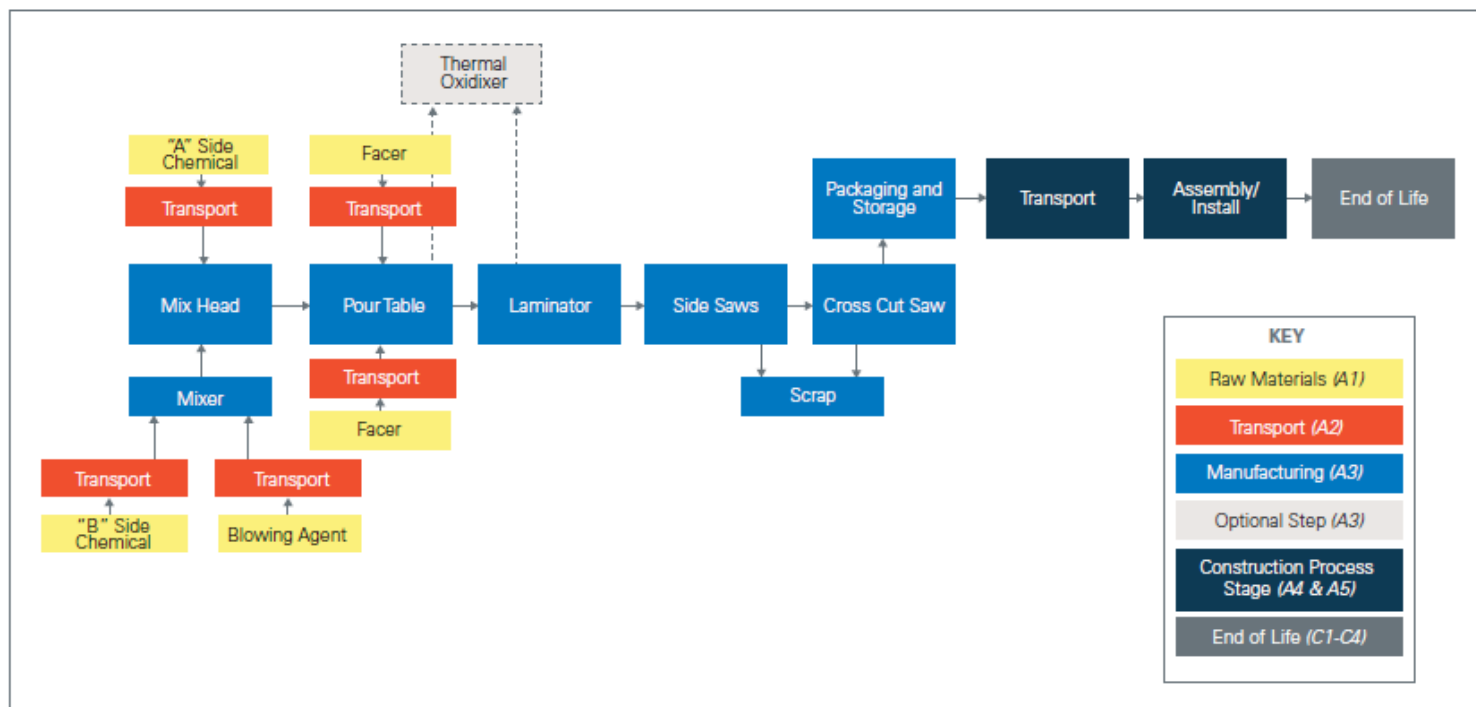 Thermal
Oxidixer
"A" Side
Chemical
Facer
Transport
Transport
Packaging and
Storage
Transport
Assembly/
Install
End of Life
Mix Head
Pour Table
Laminator
Side Saws
Cross Cut Saw
Transport
Mixer
Scrap
Facer
Transport
Transport
"B" Side
Chemical
Blowing Agent
KEY
Raw Materials (A1)
Transport (A2)
Manufacturing (A3)
Optional Step (A3)
Construction Process
Stage (A4 & A5)
End of Life (C1-C4)